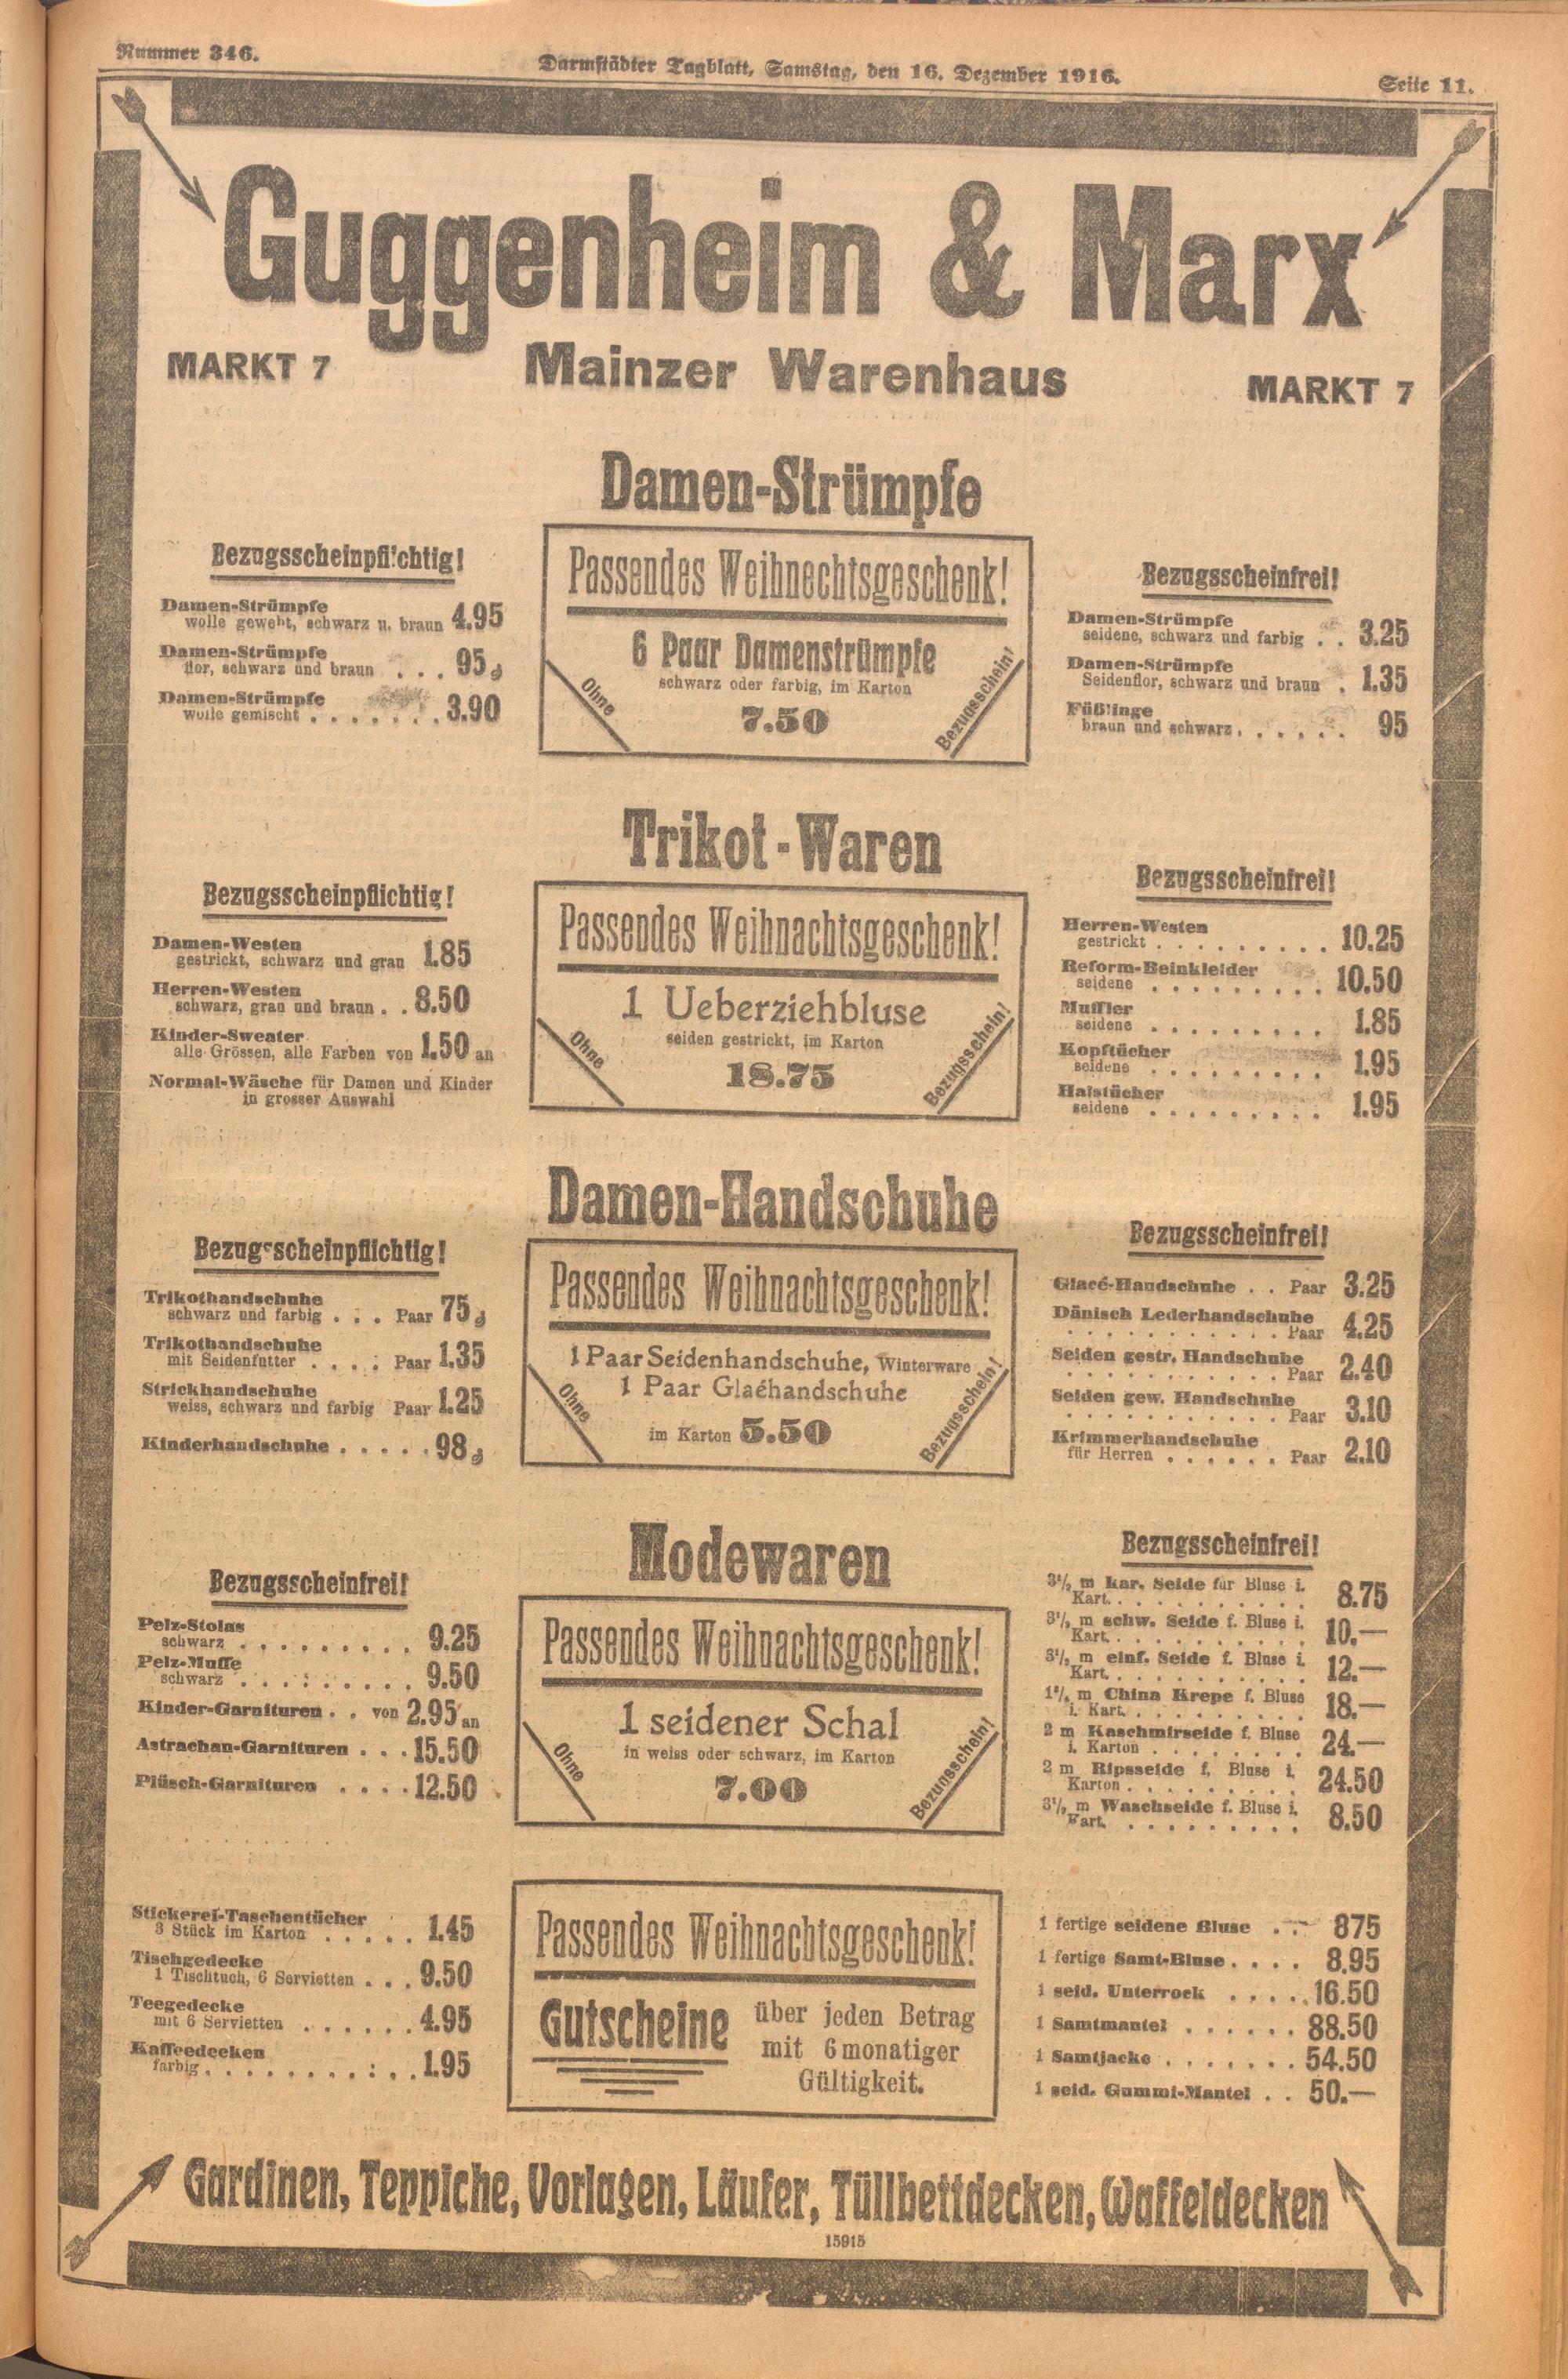 Nummer 346.
Darmstädter Tagblatt, Samstag, den 16. Dezember 1916.
Seite 11.
Guggenheim & Marx
MARKT 7
Mainzer Warenhaus
MARKT 7
Damen-Strümpfe
Bezugsscheinpflichtig!
Damen-Strümpfe
wolle gewebt, schwarz u. braun 4.95
Damen-Strümpfe
flor, schwarz und braun . . . 95 ₰
Damen-Strümpfe
wolle gemischt . . . . . . . 3.90
Passendes Weihnechtsgeschenk!
6 Paar Damenstrümpfe
schwarz oder farbig, im Karton
7.50
Ohne
Bezugsschein!
Bezugsscheinfrei!
Damen-Strümpfe
seidene, schwarz und farbig . . 3.25
Damen-Strümpfe
Seidenflor, schwarz und braun . 1.35
Füßlinge
braun und schwarz . . . . . . 95
Trikot-Waren
Bezugsscheinpflichtig!
Damen-Westen
gestrickt, schwarz und grau 1.85
Herren-Westen
schwarz, grau und braun . . 8.50
Kinder-Sweater
alle Grössen, alle Farben von 1.50 an
Normal-Wäsche für Damen und Kinder
in grosser Auswahl
Passendes Weihnachtsgeschenk!
1 Ueberziehbluse
seiden gestrickt, im Karton
18.75
Ohne
Bezugsschein!
Bezugsscheinfrei!
Herren-Westen
gestrickt . . . . . . . . . 10.25
Reform-Beinkleider
seidene . . . . . . . . . 10.50
Muffler
seidene . . . . . . . . . 1.85
Kopftücher
seidene . . . . . . . . . 1.95
Halstücher
seidene . . . . . . . . . 1.95
Damen-Handschuhe
Bezugsscheinpflichtig!
Trikothandschuhe
schwarz und farbig . . . Paar 75 ₰
Trikothandschuhe
mit Seidenfutter . . . . Paar 1.35
Strickhandschuhe
weiss, schwarz und farbig Paar 1.25
Kinderhandschuhe . . . . . 98 ₰
Passendes Weihnachtsgeschenk!
1 Paar Seidenhandschuhe, Winterware
1 Paar Glaéhandschuhe
im Karton 5.50
Ohne
Bezugsschein!
Bezugsscheinfrei!
Glacé-Handschuhe . . Paar 3.25
Dänisch Lederhandschuhe
. . . . . . . . . . . Paar 4.25
Seiden gestr. Handschuhe
. . . . . . . . . . . Paar 2.40
Seiden gew. Handschuhe
. . . . . . . . . . . Paar 3.10
Krimmerhandschuhe
für Herren . . . . . . Paar 2.10
Modewaren
Bezugsscheinfrei!
Pelz-Stolas
schwarz . . . . . . . . . 9.25
Pelz-Muffe
schwarz . . . . . . . . . 9.50
Kinder-Garnituren . . von 2.95 an
Astrachan-Garnituren . . . 15.50
Plüsch-Garnituren . . . . 12.50
Passendes Weihnachtsgeschenk!
1 seidener Schal
in weiss oder schwarz, im Karton
7.00
Ohne
Bezunsschein!
Bezugsscheinfrei!
3½ m kar. Seide für Bluse i.
Kart. . . . . . . . . . . 8.75
3½ m schw. Seide f. Bluse i.
Kart. . . . . . . . . . . 10.—
3½ m einf. Seide f. Bluse i.
Kart. . . . . . . . . . . 12.—
m China Krepe f. Bluse
i. Kart. . . . . . . . . . 18.—
2 m Kaschmirseide f. Bluse
i. Karton . . . . . . . . 24.—
2 m Ripsseide f. Bluse i.
Karton . . . . . . . . . 24.50
3½ m Waschseide f. Bluse i.
Kart. . . . . . . . . . 8.50
Stickerei-Taschentücher
3 Stück im Karton . . . . . 1.45
Tischgedecke
1 Tischtuch, 6 Servietten . . . 9.50
Teegedecke
mit 6 Servietten . . . . . . 4.95
Kaffeedecken
farbig . . . . . . . . . . . 1.95
Passendes Weihnachtsgeschenk!
Gutscheine über jeden Betrag
mit 6 monatiger
Gültigkeit.
1 fertige seidene Bluse . . 875
1 fertige Samt-Bluse . . . . 8.95
1 seid. Unterrock . . . . . 16.50
1 Samtmantel . . . . . . 88.50
1 Samtjacke . . . . . . . 54.50
1 seid. Gummi-Mantel . . 50.—
Gardinen, Teppiche, Vorlagen, Läufer, Tüllbettdecken, Waffeldecken
15915